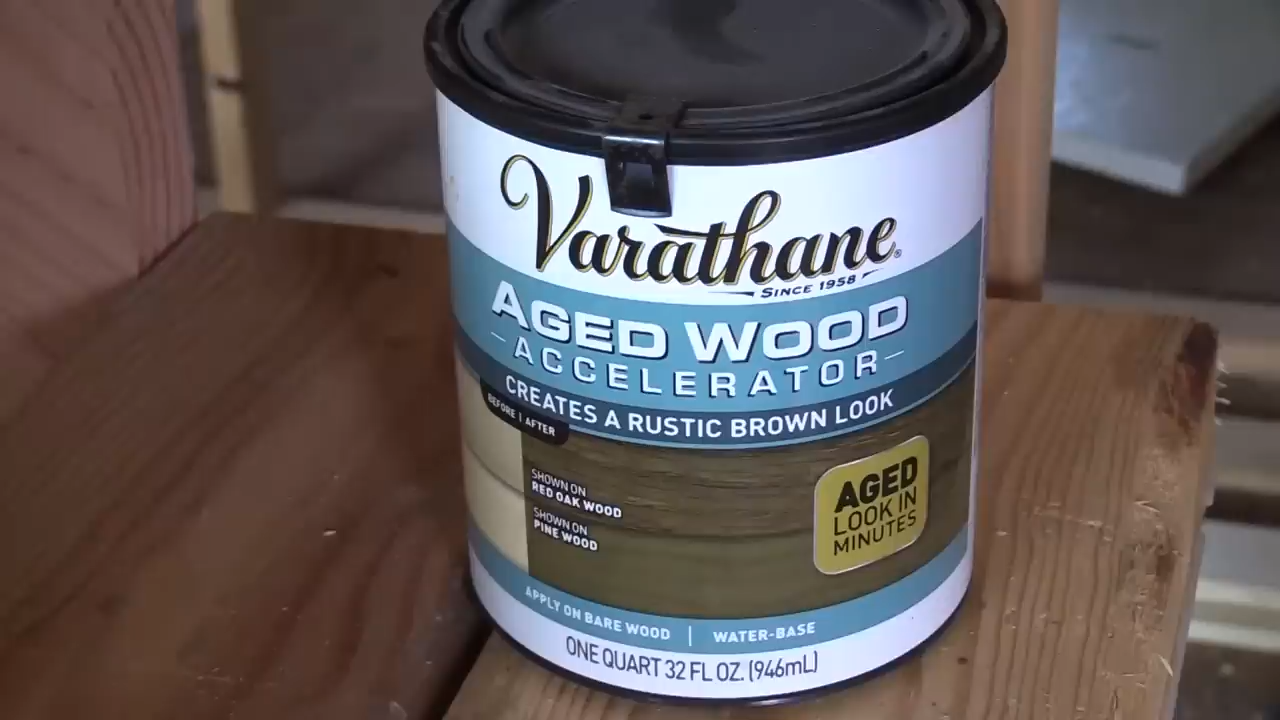 Varathane®
SINCE 1958
AGED WOOD
ACCELERATOR
CREATES A RUSTIC BROWN LOOK
BEFORE | AFTER
SHOWN ON
RED OAK WOOD
SHOWN ON
PINE WOOD
AGED
LOOK IN
MINUTES
APPLY ON BARE WOOD | WATER-BASE
ONE QUART 32 FL OZ. (946mL)